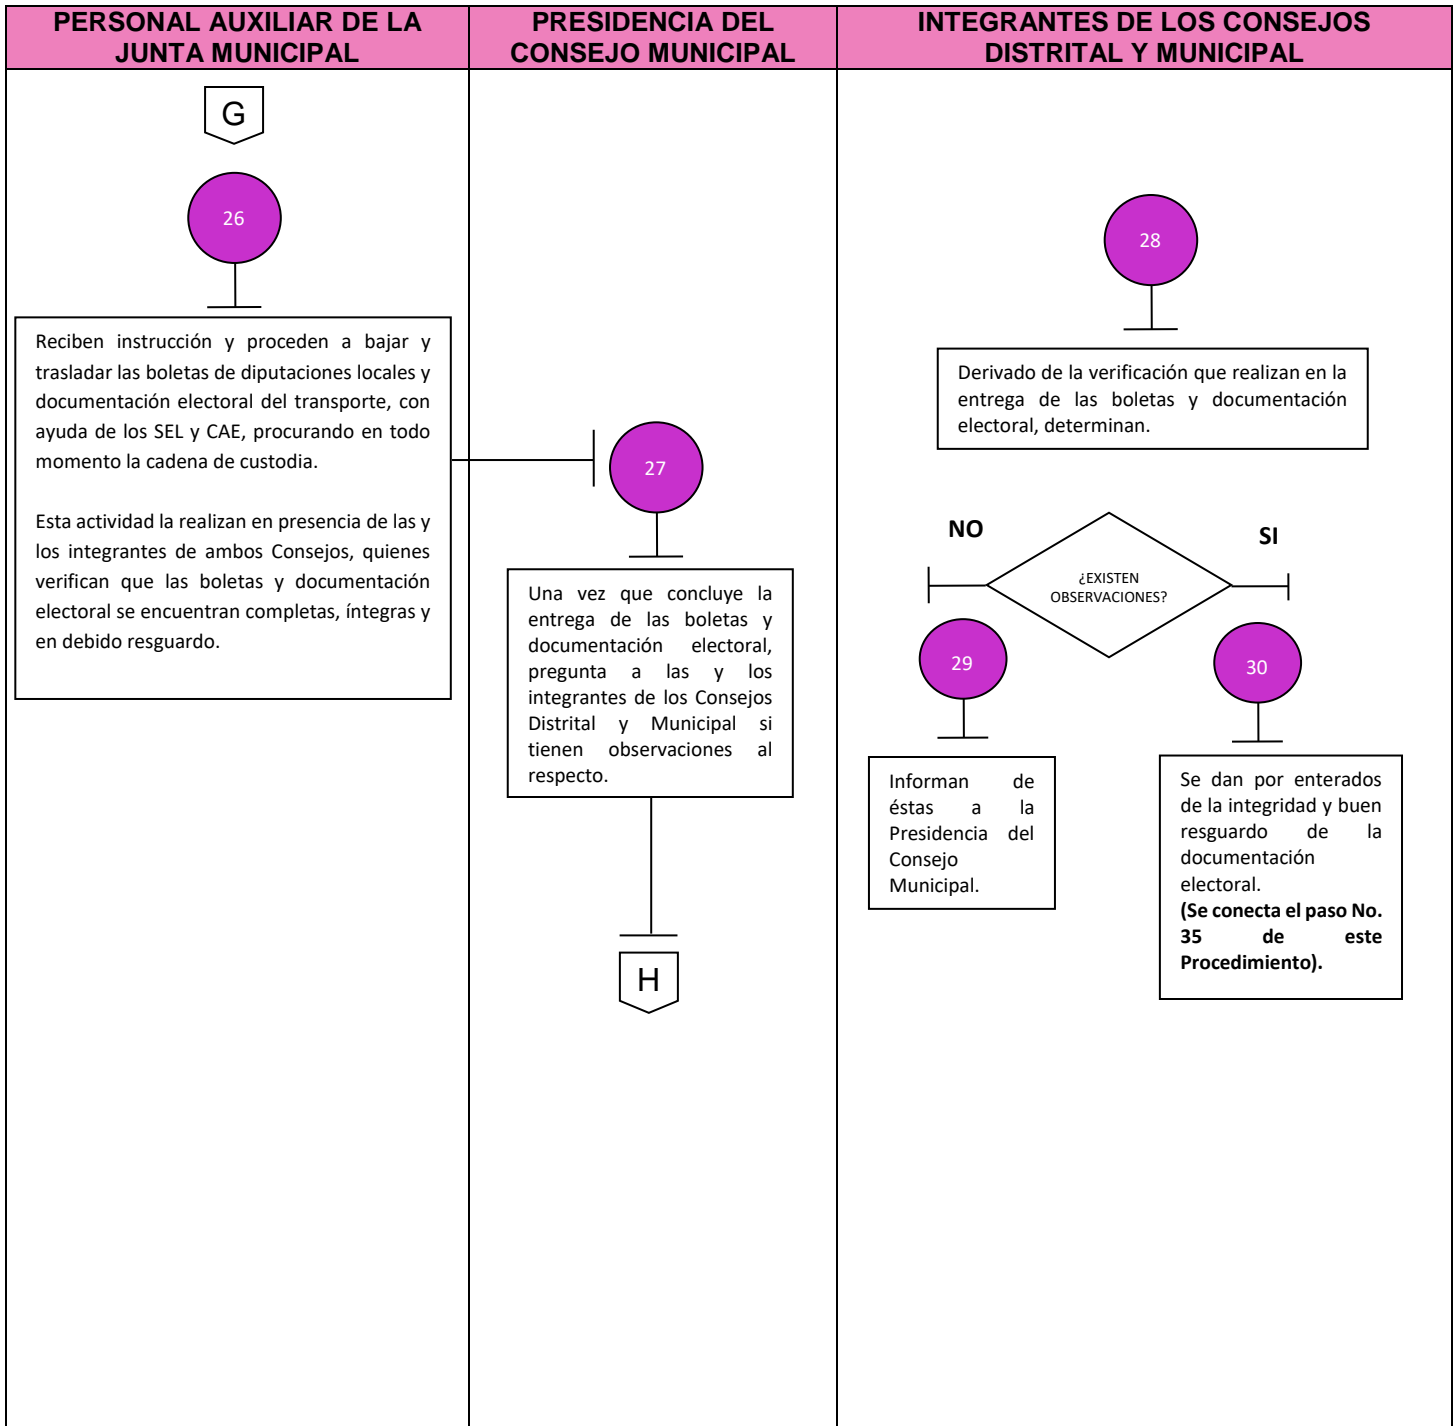 PERSONAL AUXILIAR DE LA
JUNTA MUNICIPAL
PRESIDENCIA DEL
CONSEJO MUNICIPAL
INTEGRANTES DE LOS CONSEJOS
DISTRITAL Y MUNICIPAL
G
26
Reciben instrucción y proceden a bajar y
trasladar las boletas de diputaciones locales y
documentación electoral del transporte, con
ayuda de los SEL y CAE, procurando en todo
momento la cadena de custodia.
Esta actividad la realizan en presencia de las y
los integrantes de ambos Consejos, quienes
verifican que las boletas y documentación
electoral se encuentran completas, íntegras y
en debido resguardo.
27
Una vez que concluye la
entrega de las boletas y
documentación electoral,
pregunta a las y los
integrantes de los Consejos
Distrital y Municipal si
tienen observaciones al
respecto.
H
28
Derivado de la verificación que realizan en la
entrega de las boletas y documentación
electoral, determinan.
NO
SI
¿EXISTEN
OBSERVACIONES?
29
Informan de
éstas a la
Presidencia del
Consejo
Municipal.
30
Se dan por enterados
de la integridad y buen
resguardo de la
documentación
electoral.
(Se conecta el paso No.
35 de este
Procedimiento).